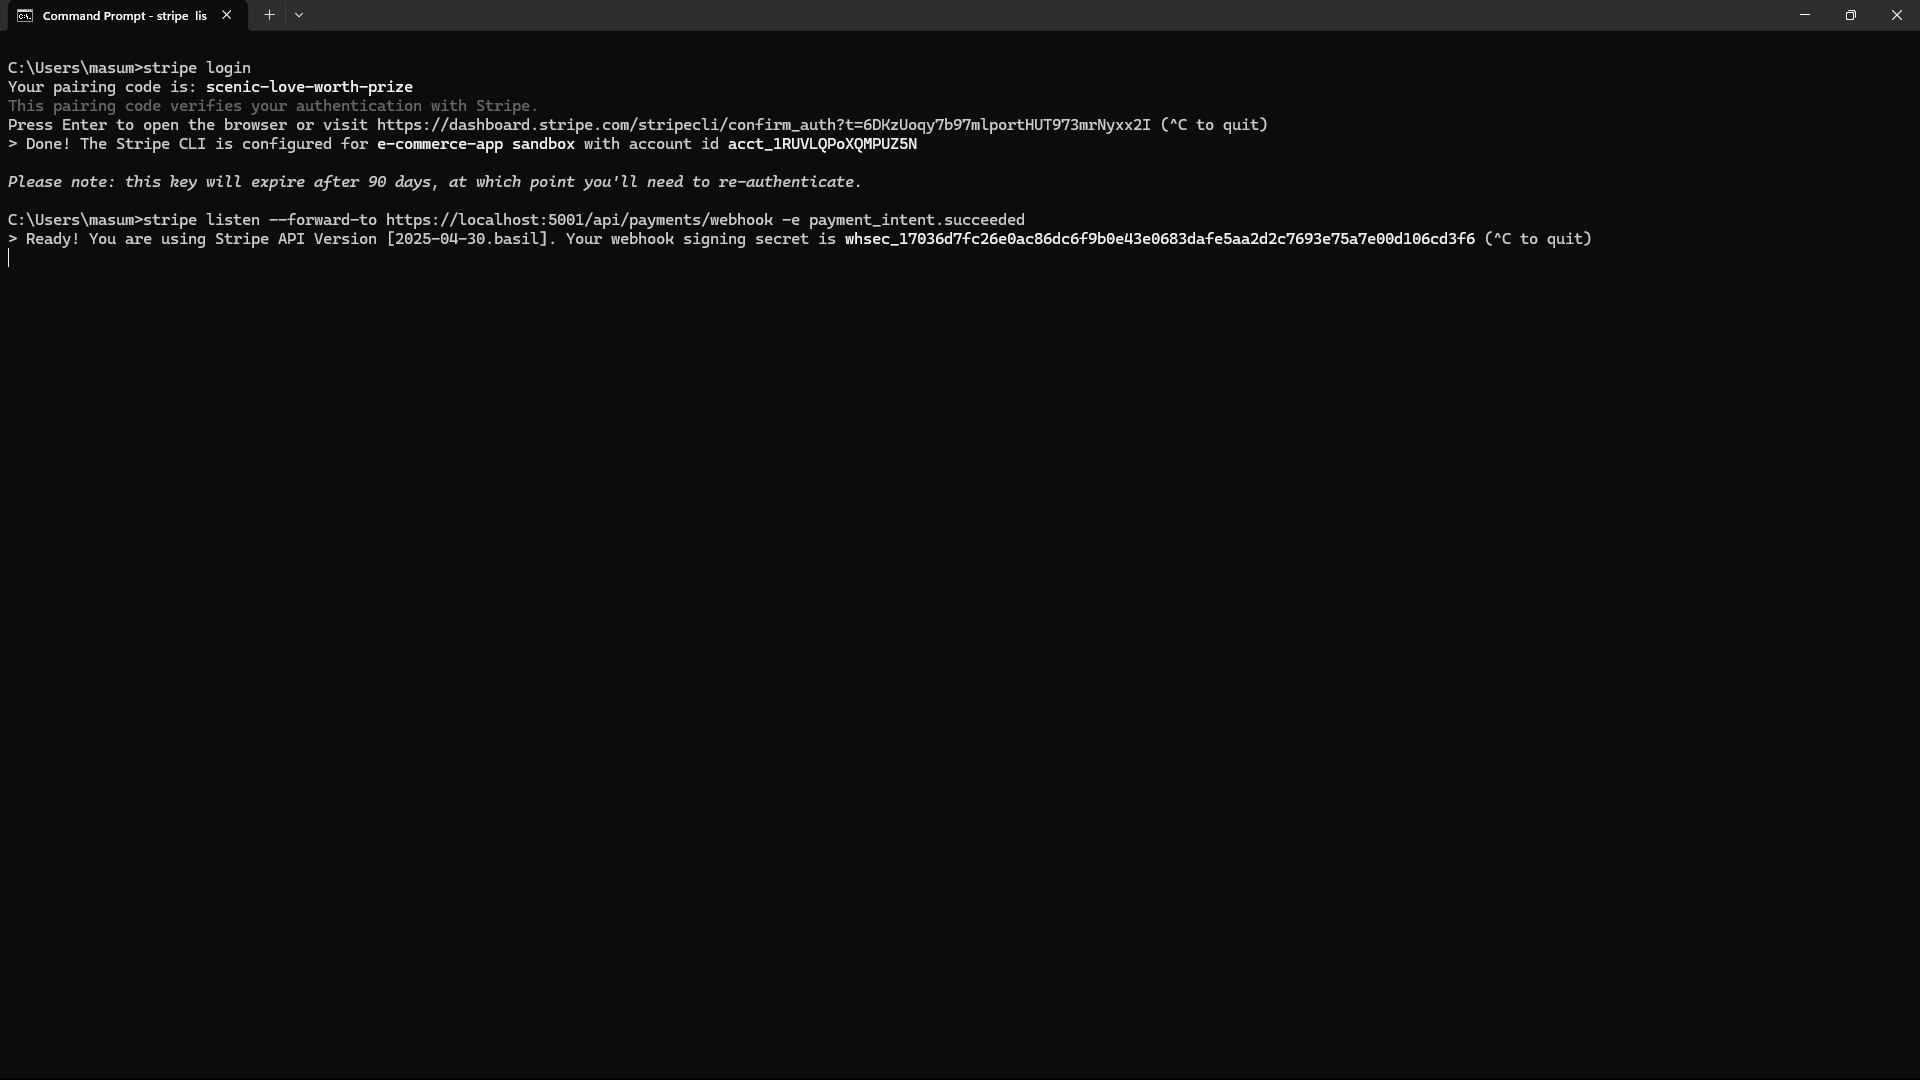 Command Prompt - stripe lis
C:\Users\masum>stripe login
Your pairing code is: scenic-love-worth-prize
This pairing code verifies your authentication with Stripe.
Press Enter to open the browser or visit https://dashboard.stripe.com/stripecli/confirm_auth?t=6DKzUoqy7b97mlportHUT973mrNyxx2I (^C to quit)
> Done! The Stripe CLI is configured for e-commerce-app sandbox with account id acct_1RUVLQPoXQMPUZ5N
Please note: this key will expire after 90 days, at which point you'll need to re-authenticate.
C:\Users\masum>stripe listen --forward-to https://localhost:5001/api/payments/webhook -e payment_intent.succeeded
> Ready! You are using Stripe API Version [2025-04-30.basil]. Your webhook signing secret is whsec_17036d7fc26e0ac86dc6f9b0e43e0683dafe5aa2d2c7693e75a7e00d106cd3f6 (^C to quit)